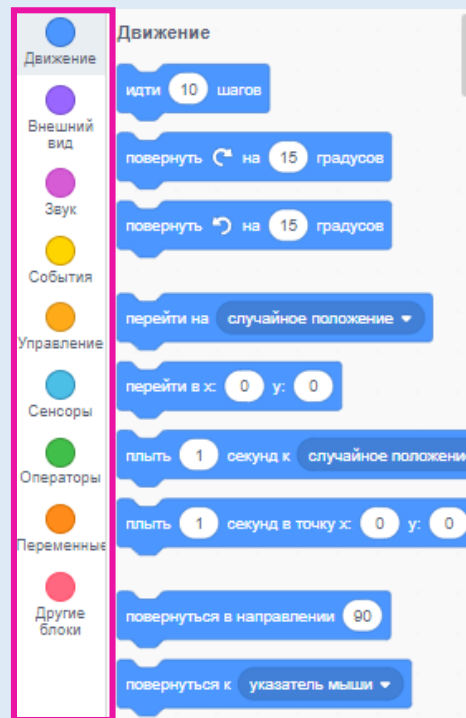 Движение
Внешний
вид
Звук
События
Управление
Сенсоры
Операторы
Переменные
Другие
блоки
Движение
идти 10 шагов
повернуть на 15 градусов
повернуть на 15 градусов
перейти на случайное положение
перейти в x: 0 y: 0
плыть 1 секунд к случайное положени
плыть 1 секунд в точку x: 0 y: 0
повернуться в направлении 90
повернуться к указатель мыши